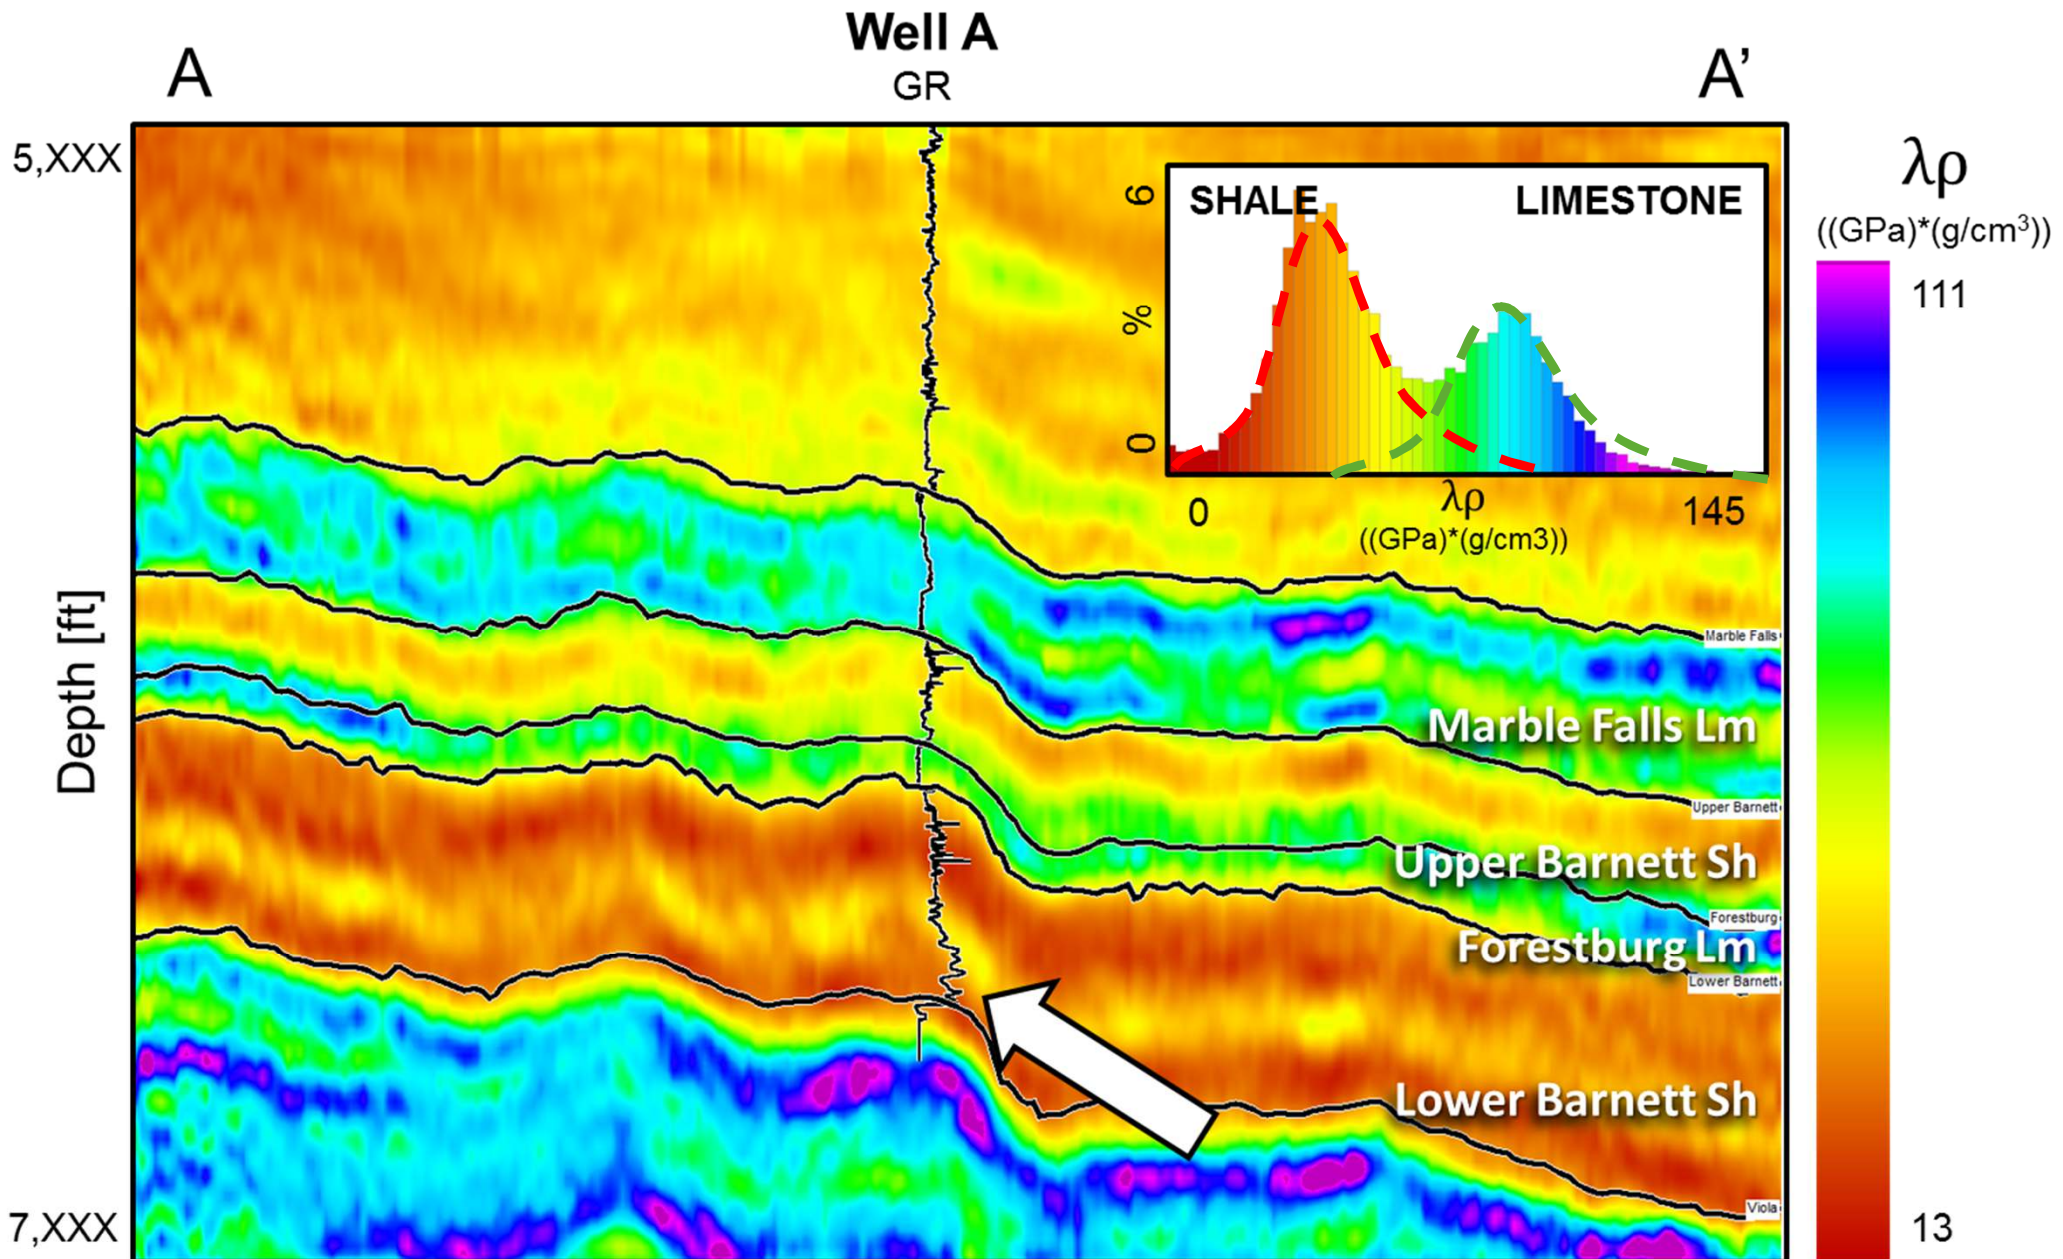 Well A
GR
A
A’
5,XXX
Depth [ft]
7,XXX
SHALE
LIMESTONE
6
%
0
0
λρ
145
((GPa)*(g/cm3))
λρ
((GPa)*(g/cm³))
111
13
Marble Falls
Marble Falls Lm
Upper Barnett
Upper Barnett Sh
Forestburg
Forestburg Lm
Lower Barnett
Lower Barnett Sh
Viola